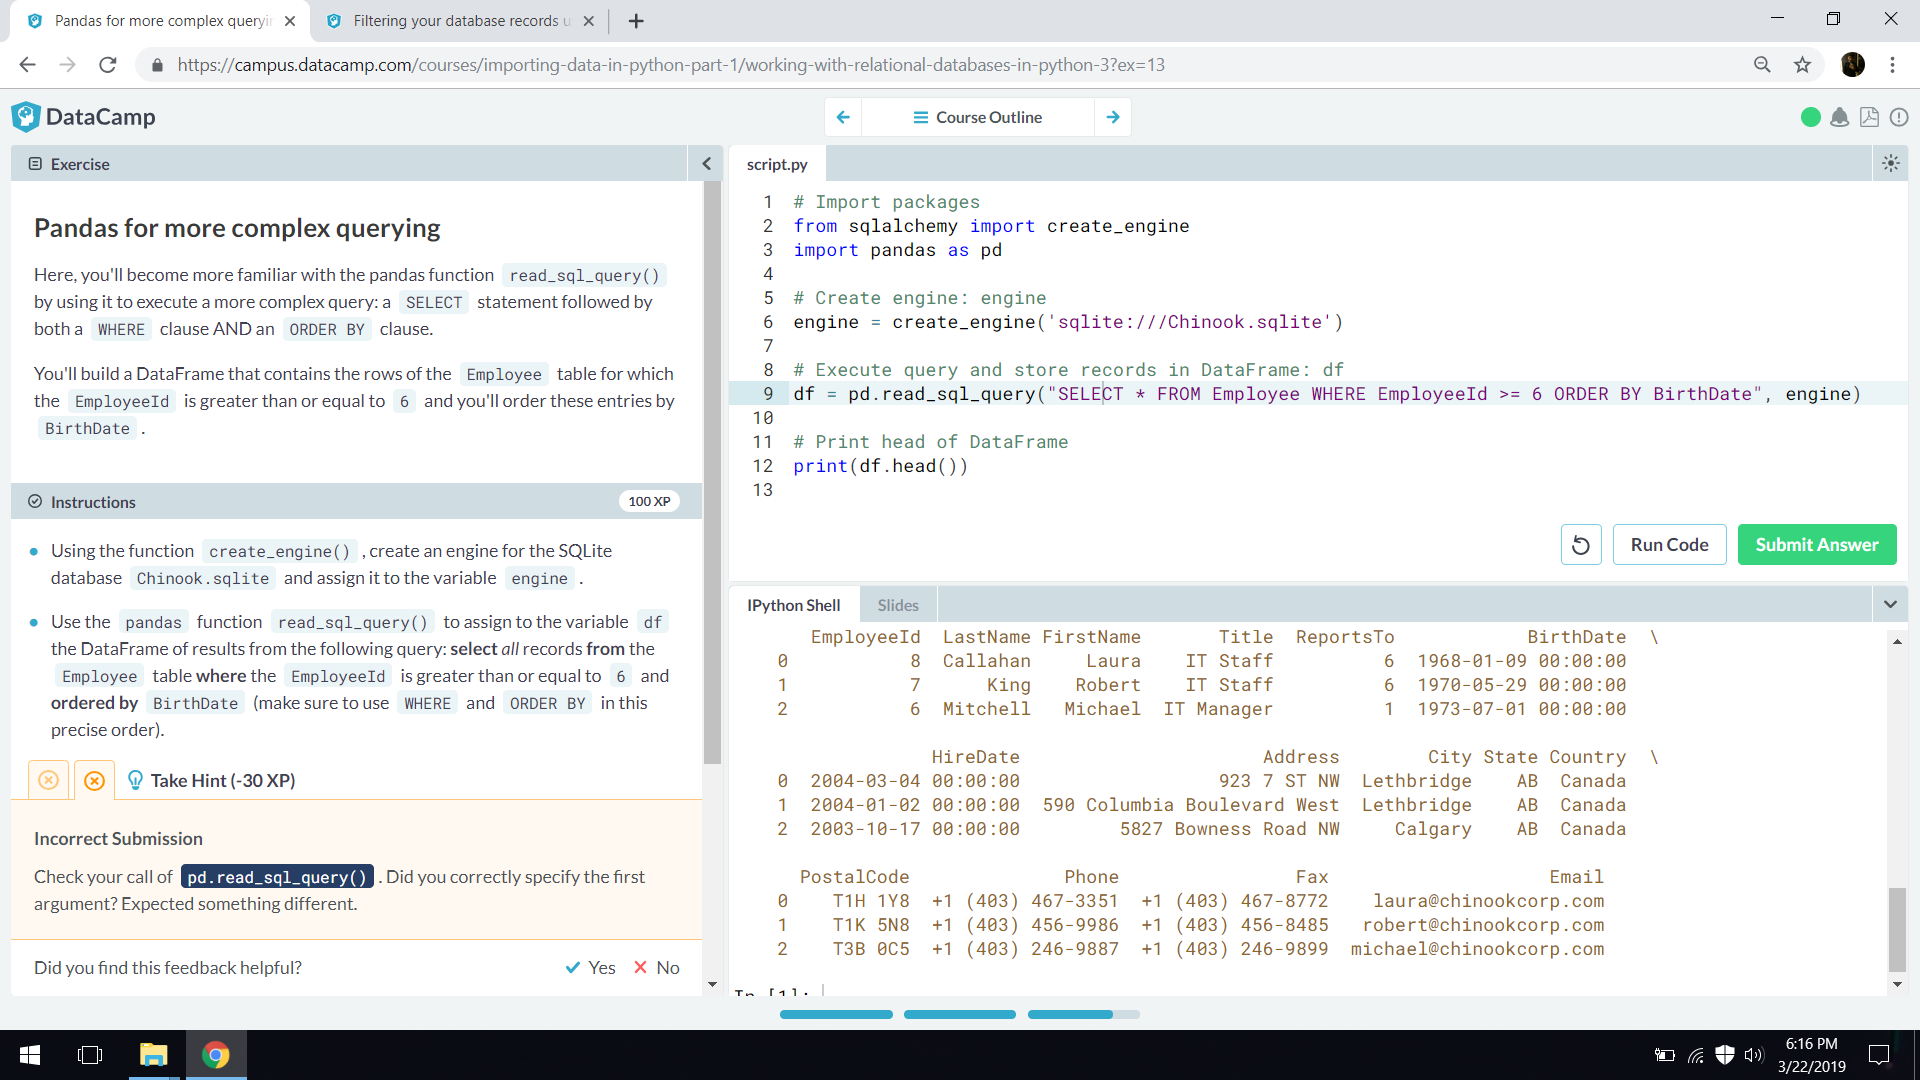 Pandas for more complex queryin
Filtering your database records u
https://campus.datacamp.com/courses/importing-data-in-python-part-1/working-with-relational-databases-in-python-3?ex=13
DataCamp
Course Outline
Exercise
Pandas for more complex querying
Here, you'll become more familiar with the pandas function read_sql_query()
by using it to execute a more complex query: a SELECT statement followed by
both a WHERE clause AND an ORDER BY clause.
You'll build a DataFrame that contains the rows of the Employee table for which
the EmployeeId is greater than or equal to 6 and you'll order these entries by
BirthDate .
Instructions
100 XP
Using the function create_engine() , create an engine for the SQLite
database Chinook.sqlite and assign it to the variable engine .
Use the pandas function read_sql_query() to assign to the variable df
the DataFrame of results from the following query: select all records from the
Employee table where the EmployeeId is greater than or equal to 6 and
ordered by BirthDate (make sure to use WHERE and ORDER BY in this
precise order).
Take Hint (-30 XP)
Incorrect Submission
Check your call of pd.read_sql_query() . Did you correctly specify the first
argument? Expected something different.
Did you find this feedback helpful?
Yes
No
script.py
1 # Import packages
2 from sqlalchemy import create_engine
3 import pandas as pd
4
5 # Create engine: engine
6 engine = create_engine('sqlite:///Chinook.sqlite')
7
8 # Execute query and store records in DataFrame: df
9 df = pd.read_sql_query("SELECT * FROM Employee WHERE EmployeeId >= 6 ORDER BY BirthDate", engine)
10
11 # Print head of DataFrame
12 print(df.head())
13
Run Code
Submit Answer
IPython Shell
Slides
EmployeeId LastName FirstName Title ReportsTo BirthDate \
0 8 Callahan Laura IT Staff 6 1968-01-09 00:00:00
1 7 King Robert IT Staff 6 1970-05-29 00:00:00
2 6 Mitchell Michael IT Manager 1 1973-07-01 00:00:00
HireDate Address City State Country \
0 2004-03-04 00:00:00 923 7 ST NW Lethbridge AB Canada
1 2004-01-02 00:00:00 590 Columbia Boulevard West Lethbridge AB Canada
2 2003-10-17 00:00:00 5827 Bowness Road NW Calgary AB Canada
PostalCode Phone Fax Email
0 T1H 1Y8 +1 (403) 467-3351 +1 (403) 467-8772 laura@chinookcorp.com
1 T1K 5N8 +1 (403) 456-9986 +1 (403) 456-8485 robert@chinookcorp.com
2 T3B 0C5 +1 (403) 246-9887 +1 (403) 246-9899 michael@chinookcorp.com
In [1]:
6:16 PM
3/22/2019